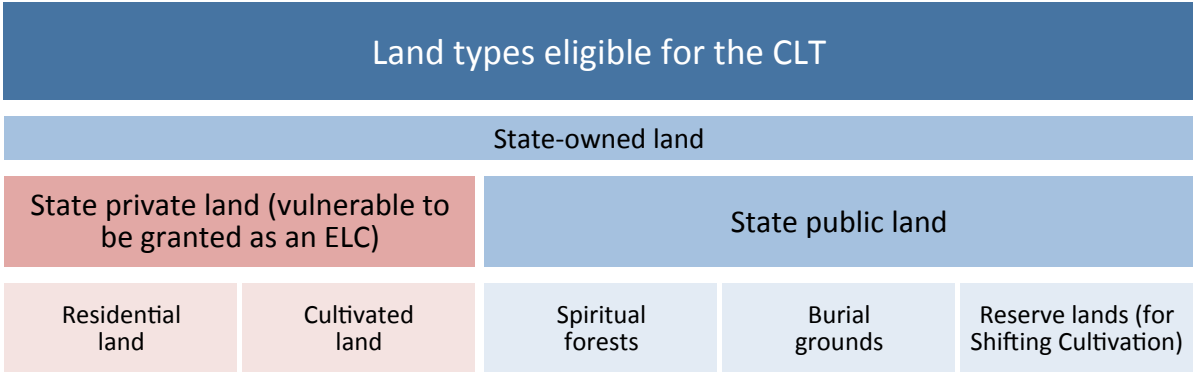 Land types eligible for the CLT
State-owned land
State private land (vulnerable to
be granted as an ELC)
State public land
Residential
land
Cultivated
land
Spiritual
forests
Burial
grounds
Reserve lands (for
Shifting Cultivation)